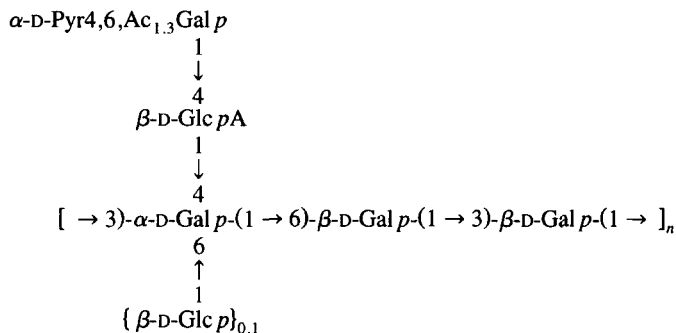 α-D-Pyr4,6,Ac₁.₃Gal p
1
↓
4
β-D-Glc pA
1
↓
4
[ → 3)-α-D-Gal p-(1 → 6)-β-D-Gal p-(1 → 3)-β-D-Gal p-(1 → ]ₙ
6
↑
1
{ β-D-Glc p}₀,₁